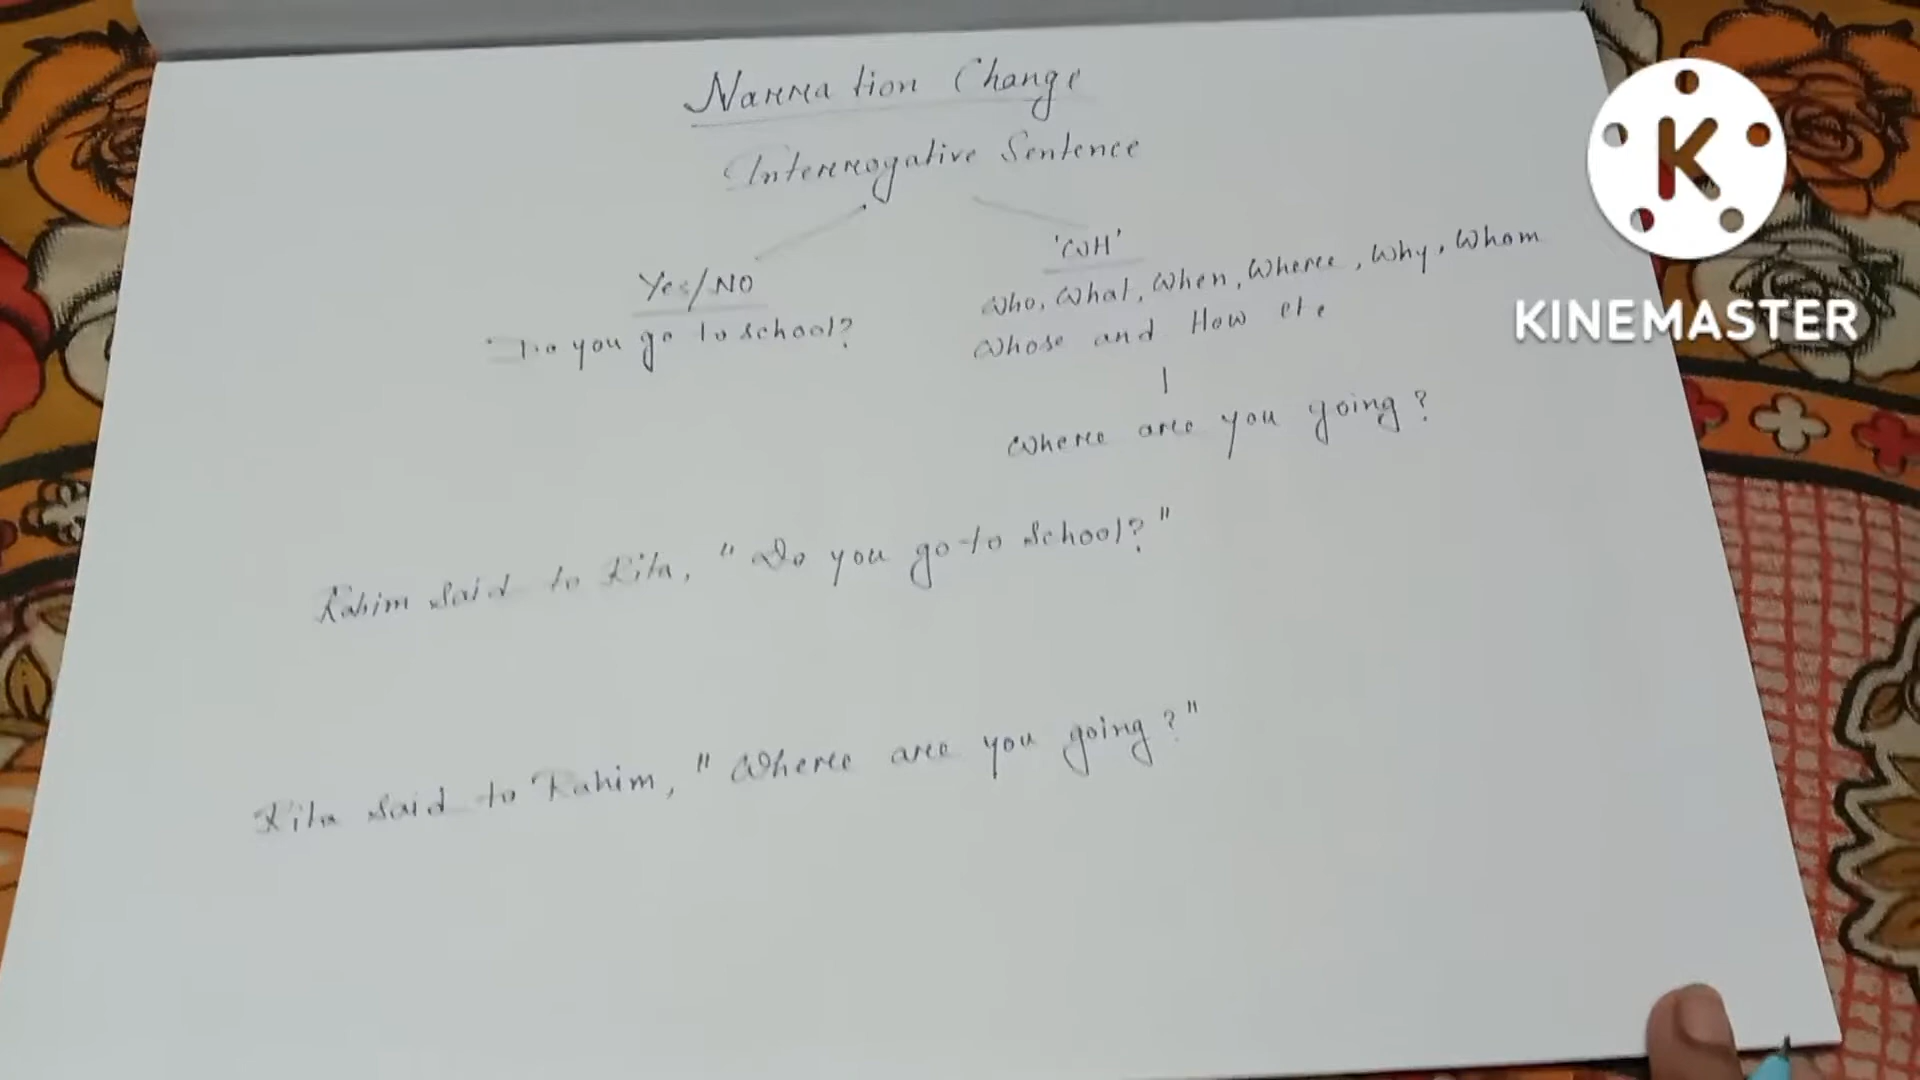 Narration Change
Interrogative Sentence
Yes/NO
Do you go to school?
'WH'
Who, What, When, Where, Why, Whom
Whose and How etc
Where are you going?
Rahim said to Rita, "Do you go to School?"
Rita said to Rahim, "Where are you going?"
K
KINEMASTER